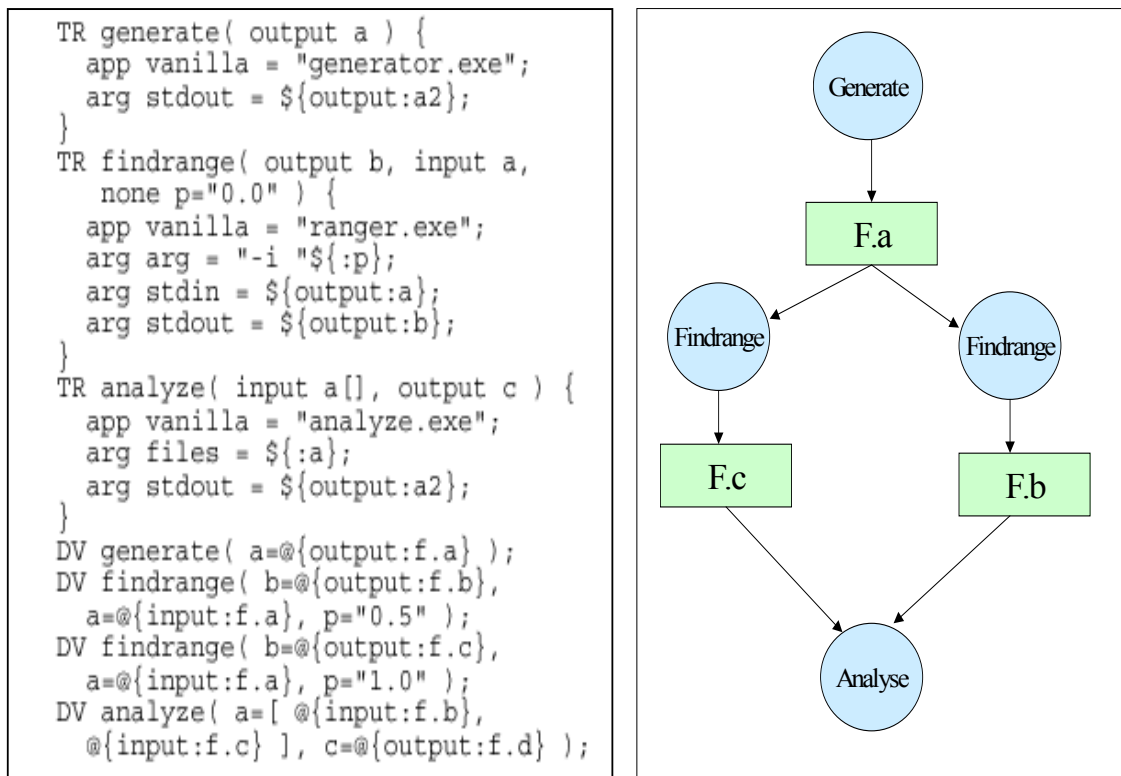 TR generate( output a ) {
app vanilla = "generator.exe";
arg stdout = ${output:a2};
}
TR findrange( output b, input a,
none p="0.0" ) {
app vanilla = "ranger.exe";
arg arg = "-i "${:p};
arg stdin = ${output:a};
arg stdout = ${output:b};
}
TR analyze( input a[], output c ) {
app vanilla = "analyze.exe";
arg files = ${:a};
arg stdout = ${output:a2};
}
DV generate( a=@{output:f.a} );
DV findrange( b=@{output:f.b},
a=@{input:f.a}, p="0.5" );
DV findrange( b=@{output:f.c},
a=@{input:f.a}, p="1.0" );
DV analyze( a=[ @{input:f.b},
@{input:f.c} ], c=@{output:f.d} );
Generate
F.a
Findrange
Findrange
F.c
F.b
Analyse